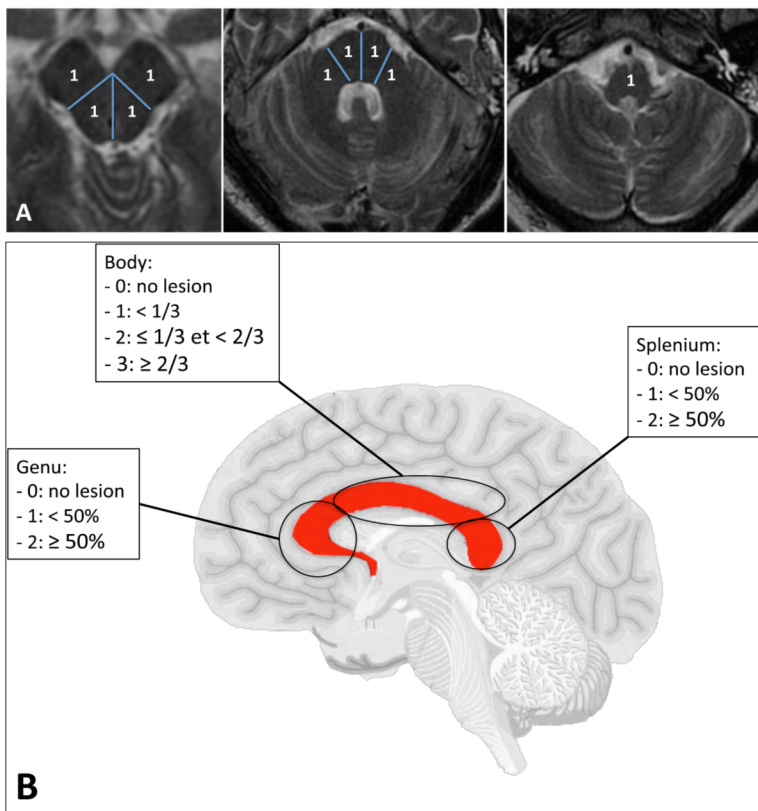 1 1
1 1
1 1
1 1
1
A
Body:
- 0: no lesion
- 1: < 1/3
- 2: ≤ 1/3 et < 2/3
- 3: ≥ 2/3
Splenium:
- 0: no lesion
- 1: < 50%
- 2: ≥ 50%
Genu:
- 0: no lesion
- 1: < 50%
- 2: ≥ 50%
B